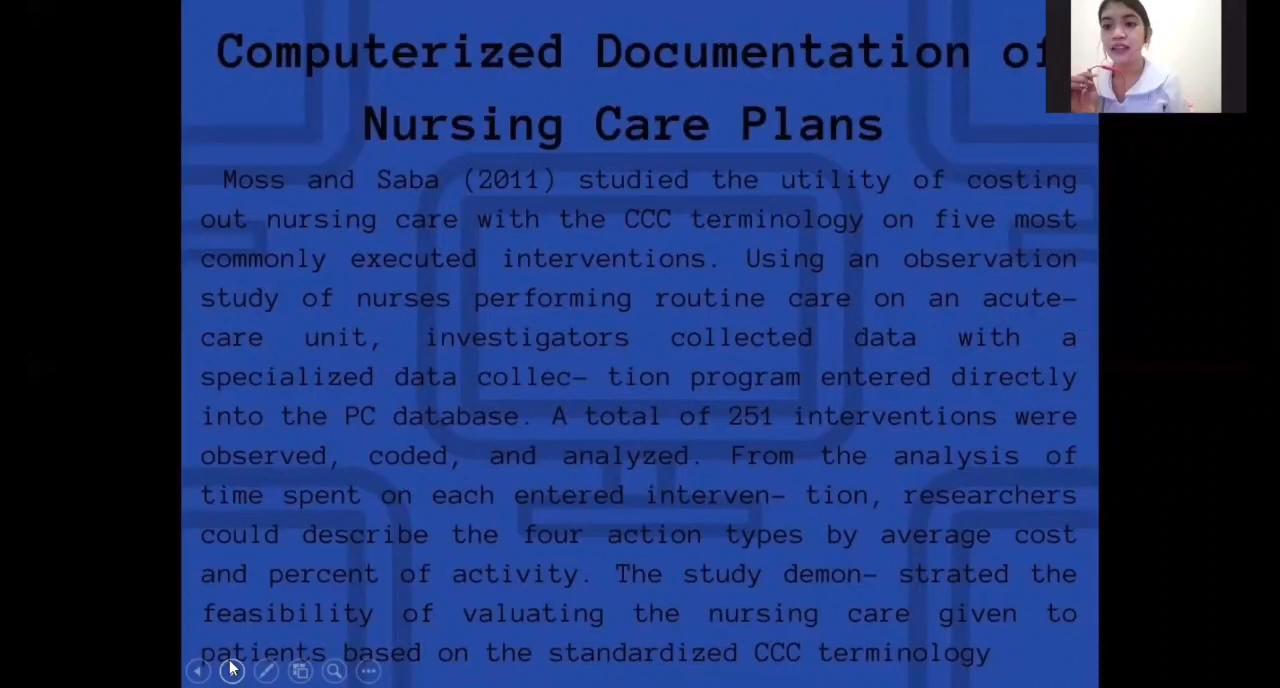 Computerized Documentation of
Nursing Care Plans
Moss and Saba (2011) studied the utility of costing
out nursing care with the CCC terminology on five most
commonly executed interventions. Using an observation
study of nurses performing routine care on an acute-
care unit, investigators collected data with a
specialized data collec- tion program entered directly
into the PC database. A total of 251 interventions were
observed, coded, and analyzed. From the analysis of
time spent on each entered interven- tion, researchers
could describe the four action types by average cost
and percent of activity. The study demon- strated the
feasibility of valuating the nursing care given to
patients based on the standardized CCC terminology